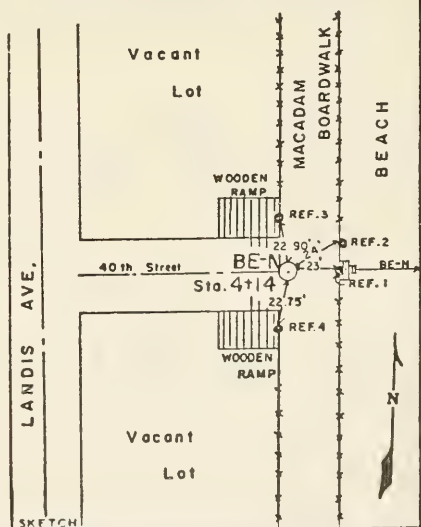 Vacant
Lot
MACADAM
BOARDWALK
BEACH
WOODEN
RAMP
REF. 3
22.90'
24'
REF. 2
40th Street
BE-N
23'
BE-N
Sta. 4+14
REF. 1
22.75'
REF. 4
WOODEN
RAMP
LANDIS AVE.
N
Vacant
Lot
SKETCH